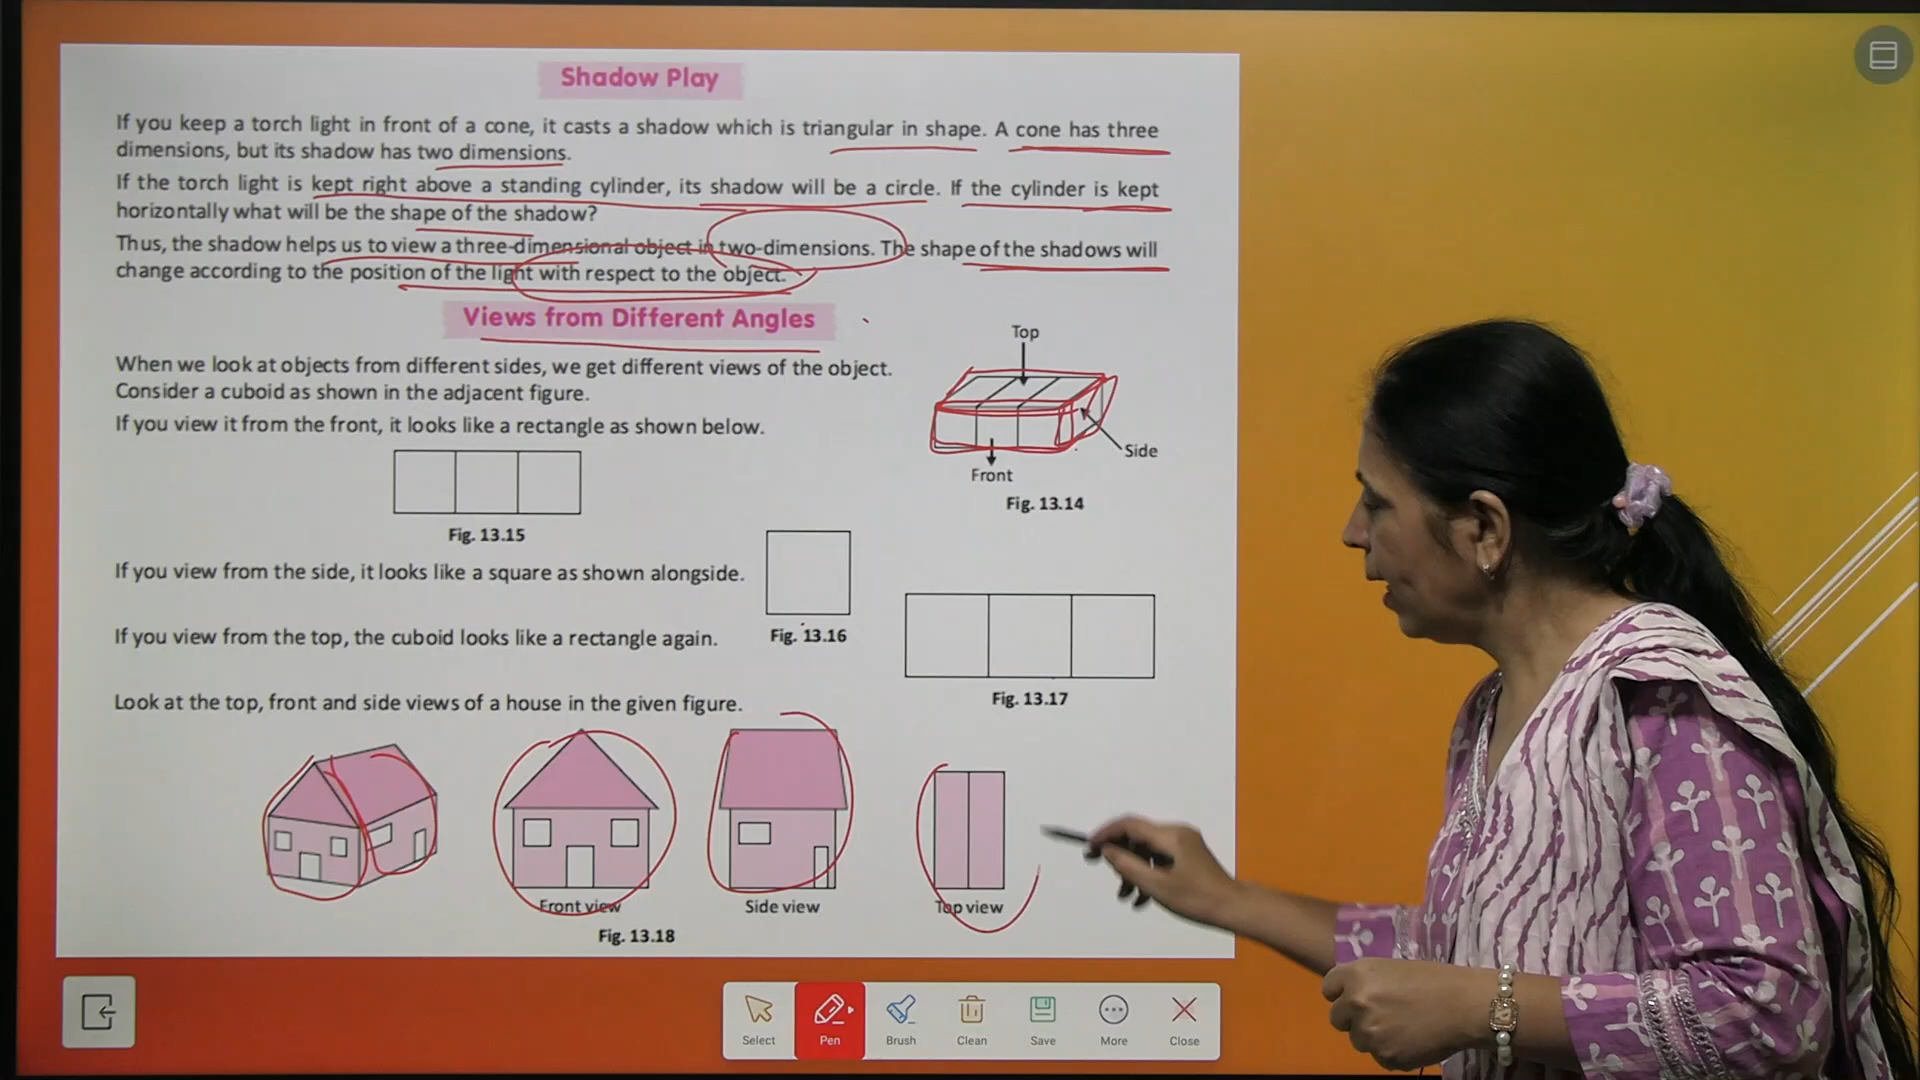 Shadow Play
If you keep a torch light in front of a cone, it casts a shadow which is triangular in shape. A cone has three
dimensions, but its shadow has two dimensions.
If the torch light is kept right above a standing cylinder, its shadow will be a circle. If the cylinder is kept
horizontally what will be the shape of the shadow?
Thus, the shadow helps us to view a three-dimensional object in two-dimensions. The shape of the shadows will
change according to the position of the light with respect to the object.
Views from Different Angles
When we look at objects from different sides, we get different views of the object.
Consider a cuboid as shown in the adjacent figure.
If you view it from the front, it looks like a rectangle as shown below.
Top
Side
Front
Fig. 13.14
Fig. 13.15
If you view from the side, it looks like a square as shown alongside.
Fig. 13.16
If you view from the top, the cuboid looks like a rectangle again.
Fig. 13.17
Look at the top, front and side views of a house in the given figure.
Front view
Side view
Top view
Fig. 13.18
Select
Pen
Brush
Clean
Save
More
Close